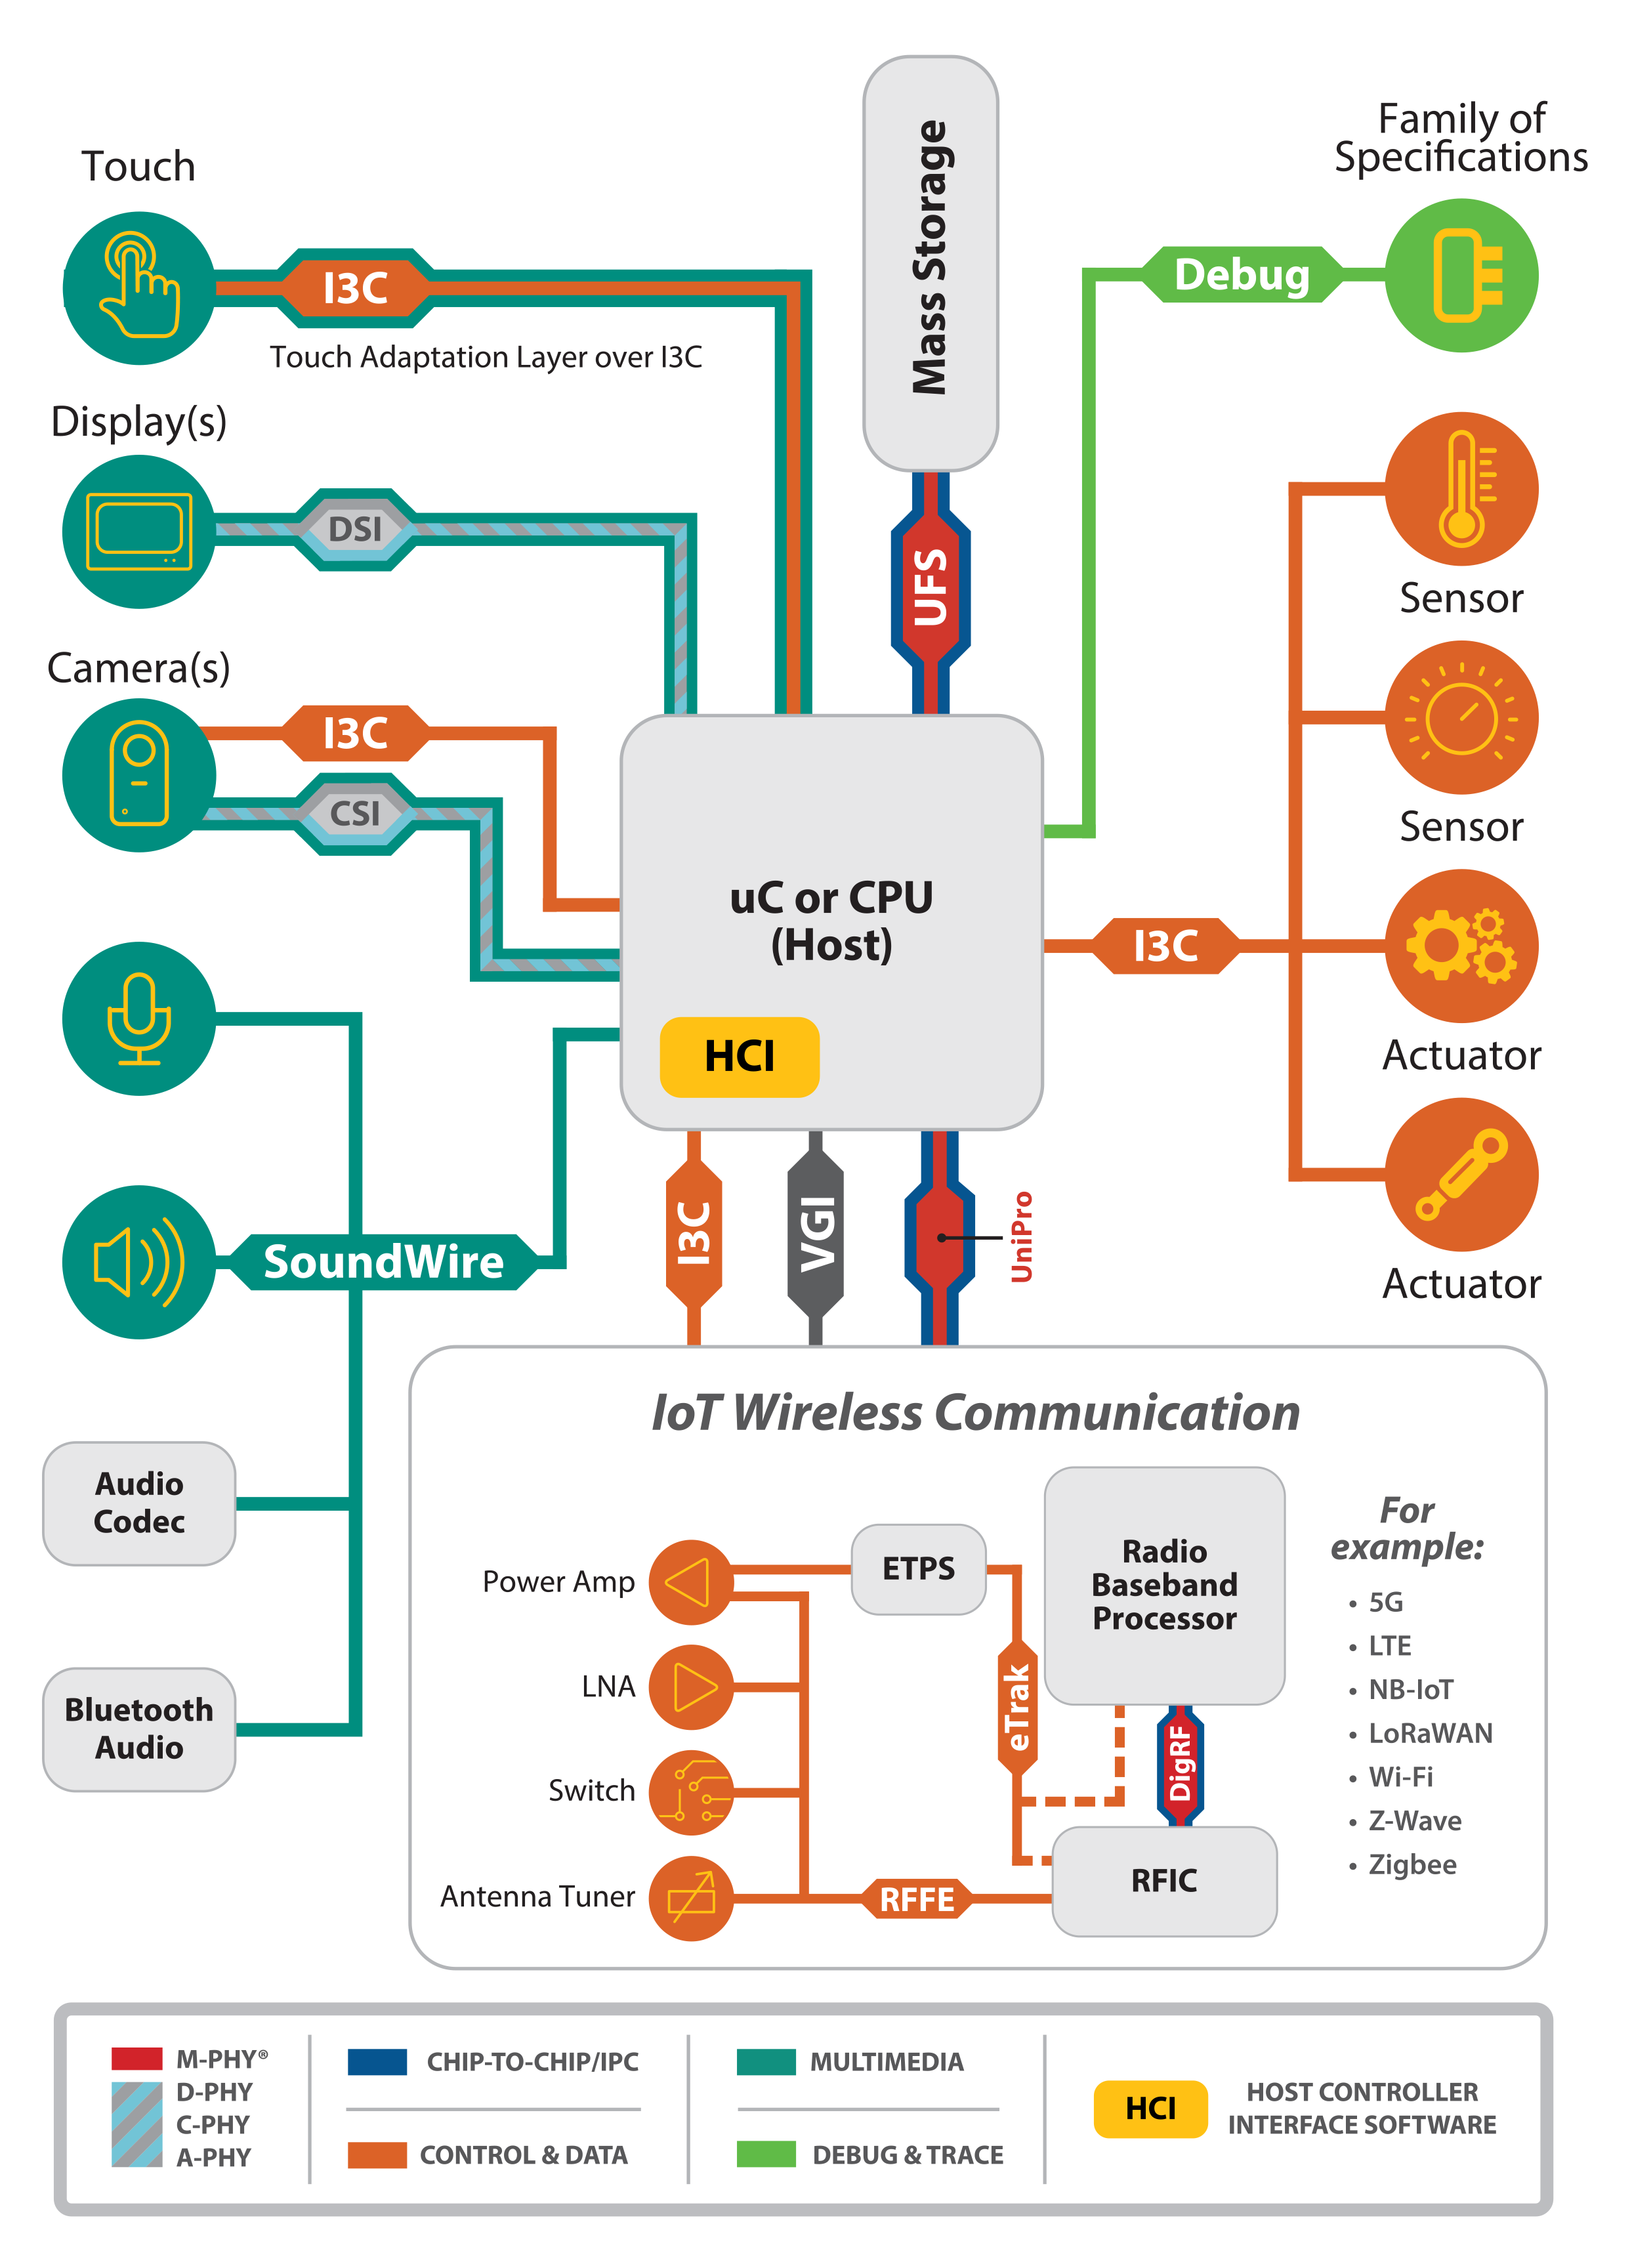 Touch
I3C
Touch Adaptation Layer over I3C
Mass Storage
Family of
Specifications
Debug
Display(s)
DSI
UFS
Sensor
Camera(s)
I3C
CSI
Sensor
uC or CPU
(Host)
I3C
HCI
Actuator
SoundWire
I3C
VGI
UniPro
Actuator
IoT Wireless Communication
Audio
Codec
Bluetooth
Audio
Power Amp
ETPS
Radio
Baseband
Processor
LNA
eTrak
Switch
DigRF
Antenna Tuner
RFFE
RFIC
For
example:
• 5G
• LTE
• NB-IoT
• LoRaWAN
• Wi-Fi
• Z-Wave
• Zigbee
M-PHY®
D-PHY
C-PHY
A-PHY
CHIP-TO-CHIP/IPC
CONTROL & DATA
MULTIMEDIA
DEBUG & TRACE
HCI
HOST CONTROLLER
INTERFACE SOFTWARE